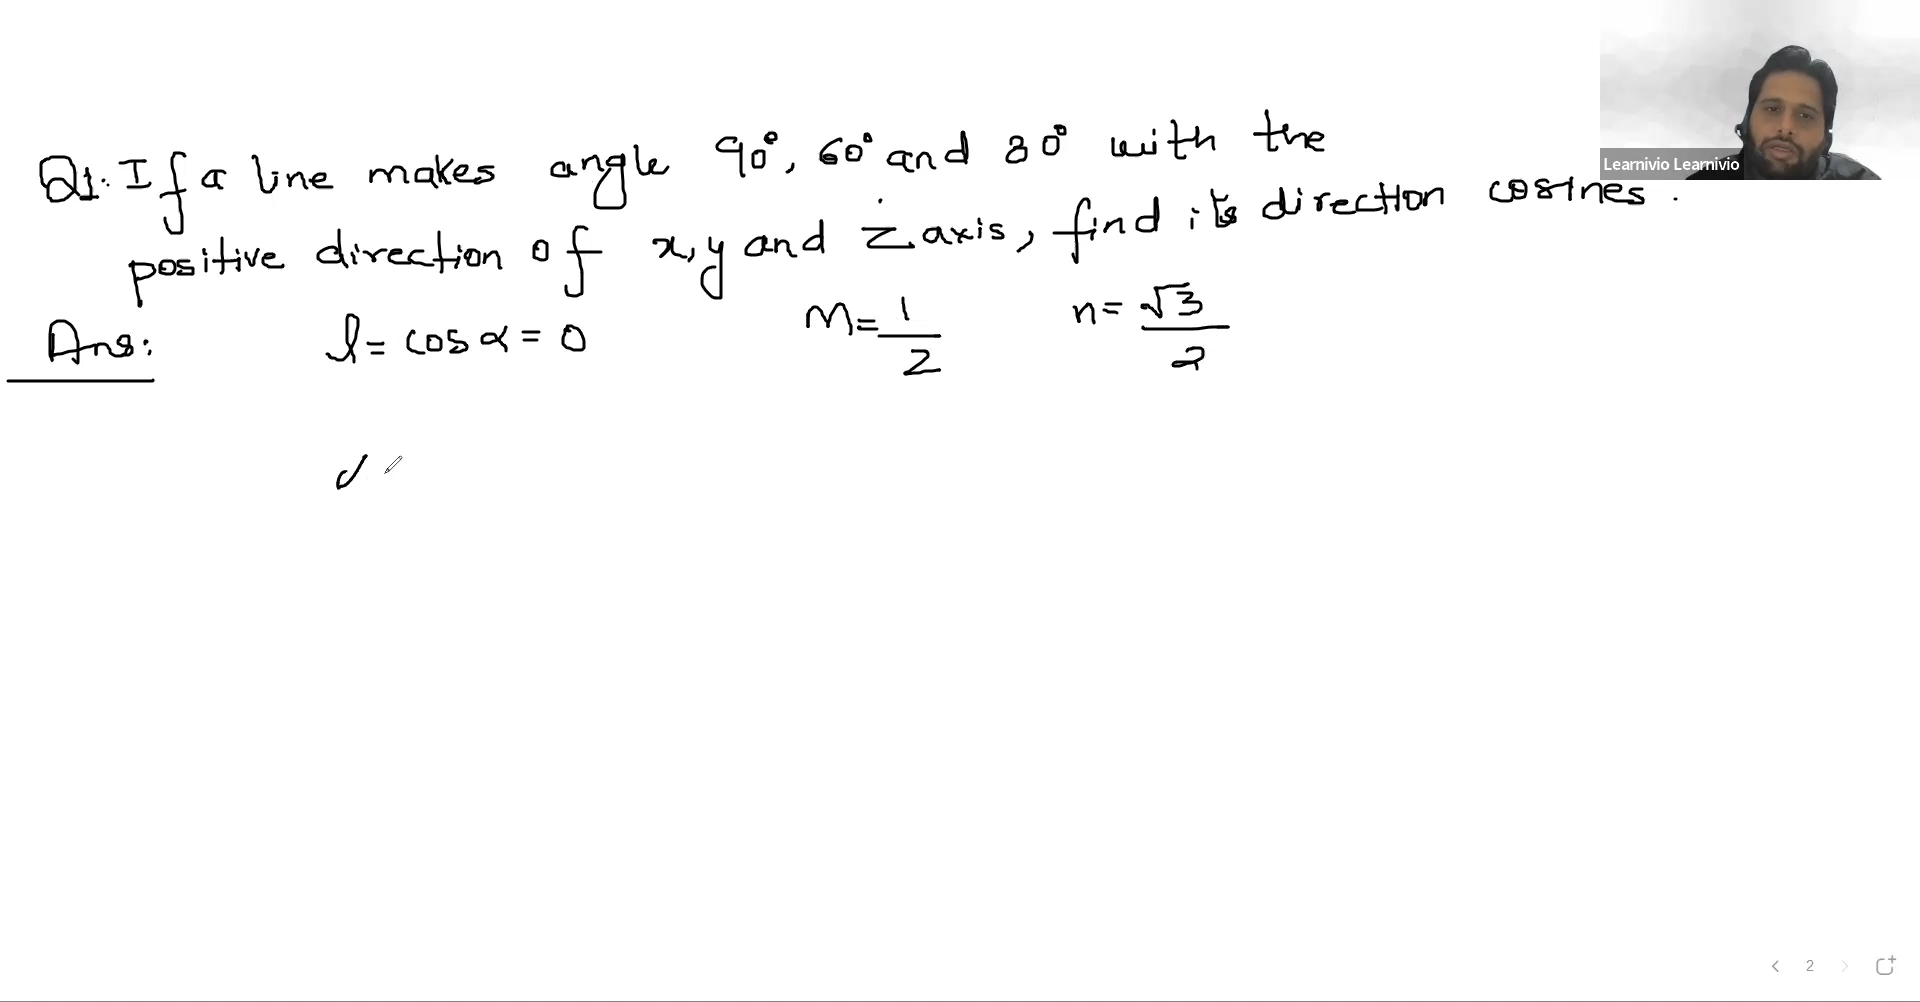 Learnivio Learnivio
Q1. If a line makes angle 90°, 60° and 30° with the
positive direction of x, y and z axis, find it's direction cosines.
Ans: l = cos α = 0 m = 1/2 n = √3/2
d
2